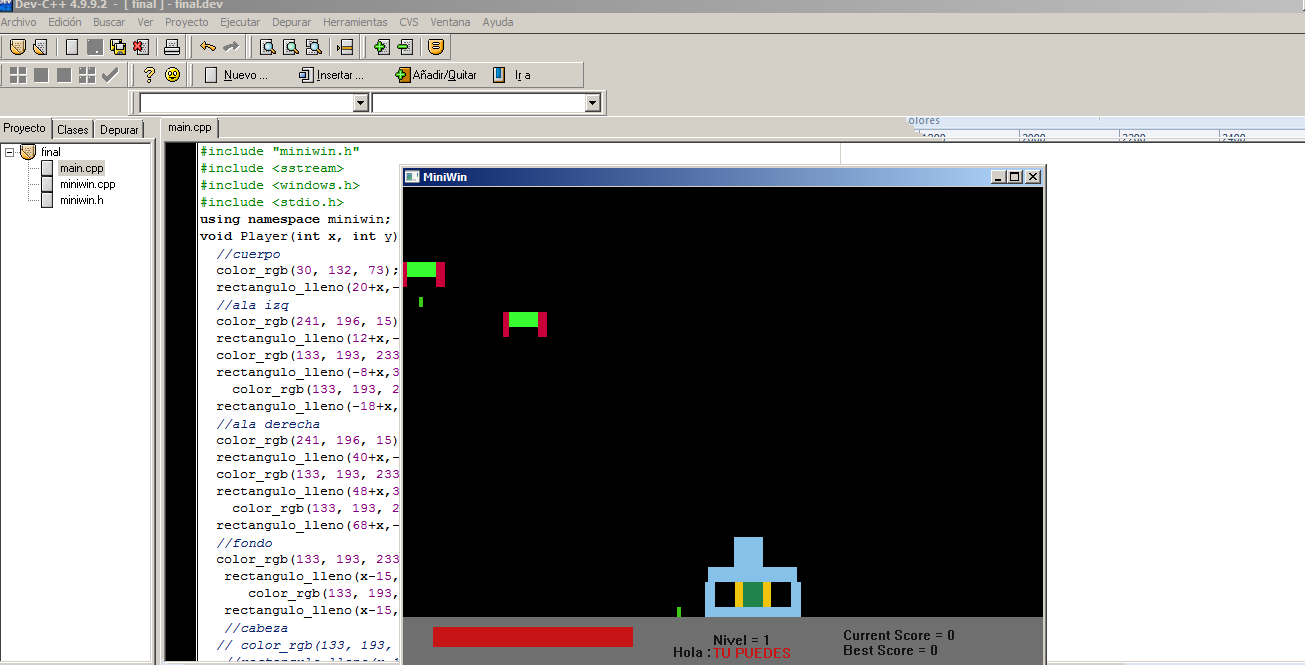 Dev-C++ 4.9.9.2 - [ final ] - final.dev
Archivo Edición Buscar Ver Proyecto Ejecutar Depurar Herramientas CVS Ventana Ayuda
Nuevo ... Insertar ... Añadir/Quitar Ir a
Proyecto Clases Depurar
final
main.cpp
miniwin.cpp
miniwin.h
main.cpp
olores
1800 2000 2200 2400
#include "miniwin.h"
#include <sstream>
#include <windows.h>
#include <stdio.h>
using namespace miniwin;
void Player(int x, int y)
//cuerpo
color_rgb(30, 132, 73);
rectangulo_lleno(20+x,-
//ala izq
color_rgb(241, 196, 15)
rectangulo_lleno(12+x,-
color_rgb(133, 193, 233
rectangulo_lleno(-8+x,3
color_rgb(133, 193, 2
rectangulo_lleno(-18+x,
//ala derecha
color_rgb(241, 196, 15)
rectangulo_lleno(40+x,-
color_rgb(133, 193, 233
rectangulo_lleno(48+x,3
color_rgb(133, 193, 2
rectangulo_lleno(68+x,-
//fondo
color_rgb(133, 193, 233
rectangulo_lleno(x-15,
color_rgb(133, 193,
rectangulo_lleno(x-15,
//cabeza
// color_rgb(133, 193,
MiniWin
Nivel = 1
Hola : TU PUEDES
Current Score = 0
Best Score = 0